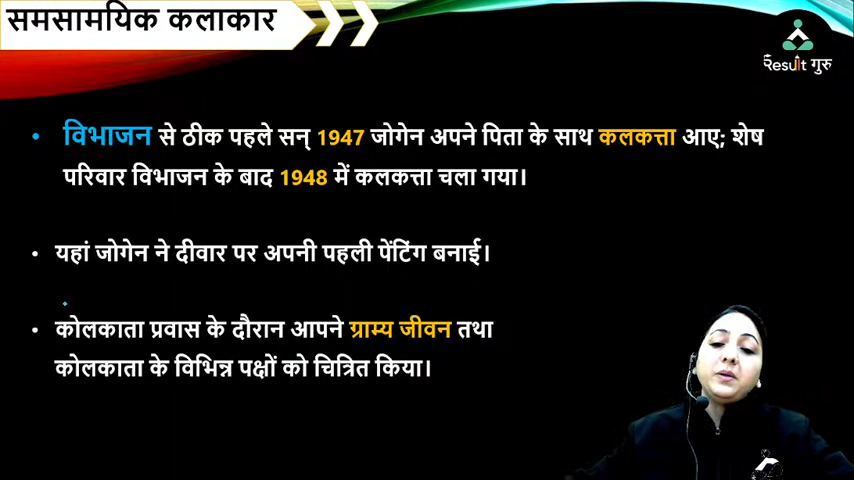 समसामयिक कलाकार
Result गुरु
• विभाजन से ठीक पहले सन् 1947 जोगेन अपने पिता के साथ कलकत्ता आए; शेष
परिवार विभाजन के बाद 1948 में कलकत्ता चला गया।
• यहां जोगेन ने दीवार पर अपनी पहली पेंटिंग बनाई।
• कोलकाता प्रवास के दौरान आपने ग्राम्य जीवन तथा
कोलकाता के विभिन्न पक्षों को चित्रित किया।